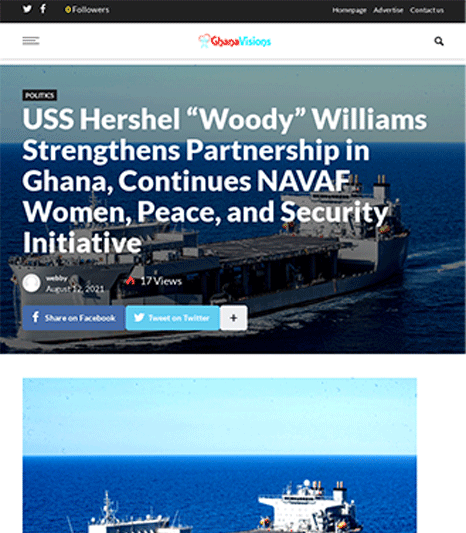 0 Followers
Homepage Advertise Contact us
GhanaVisions
POLITICS
USS Hershel “Woody” Williams
Strengthens Partnership in
Ghana, Continues NAVAF
Women, Peace, and Security
Initiative
webby
August 12, 2021
17 Views
Share on Facebook
Tweet on Twitter
+